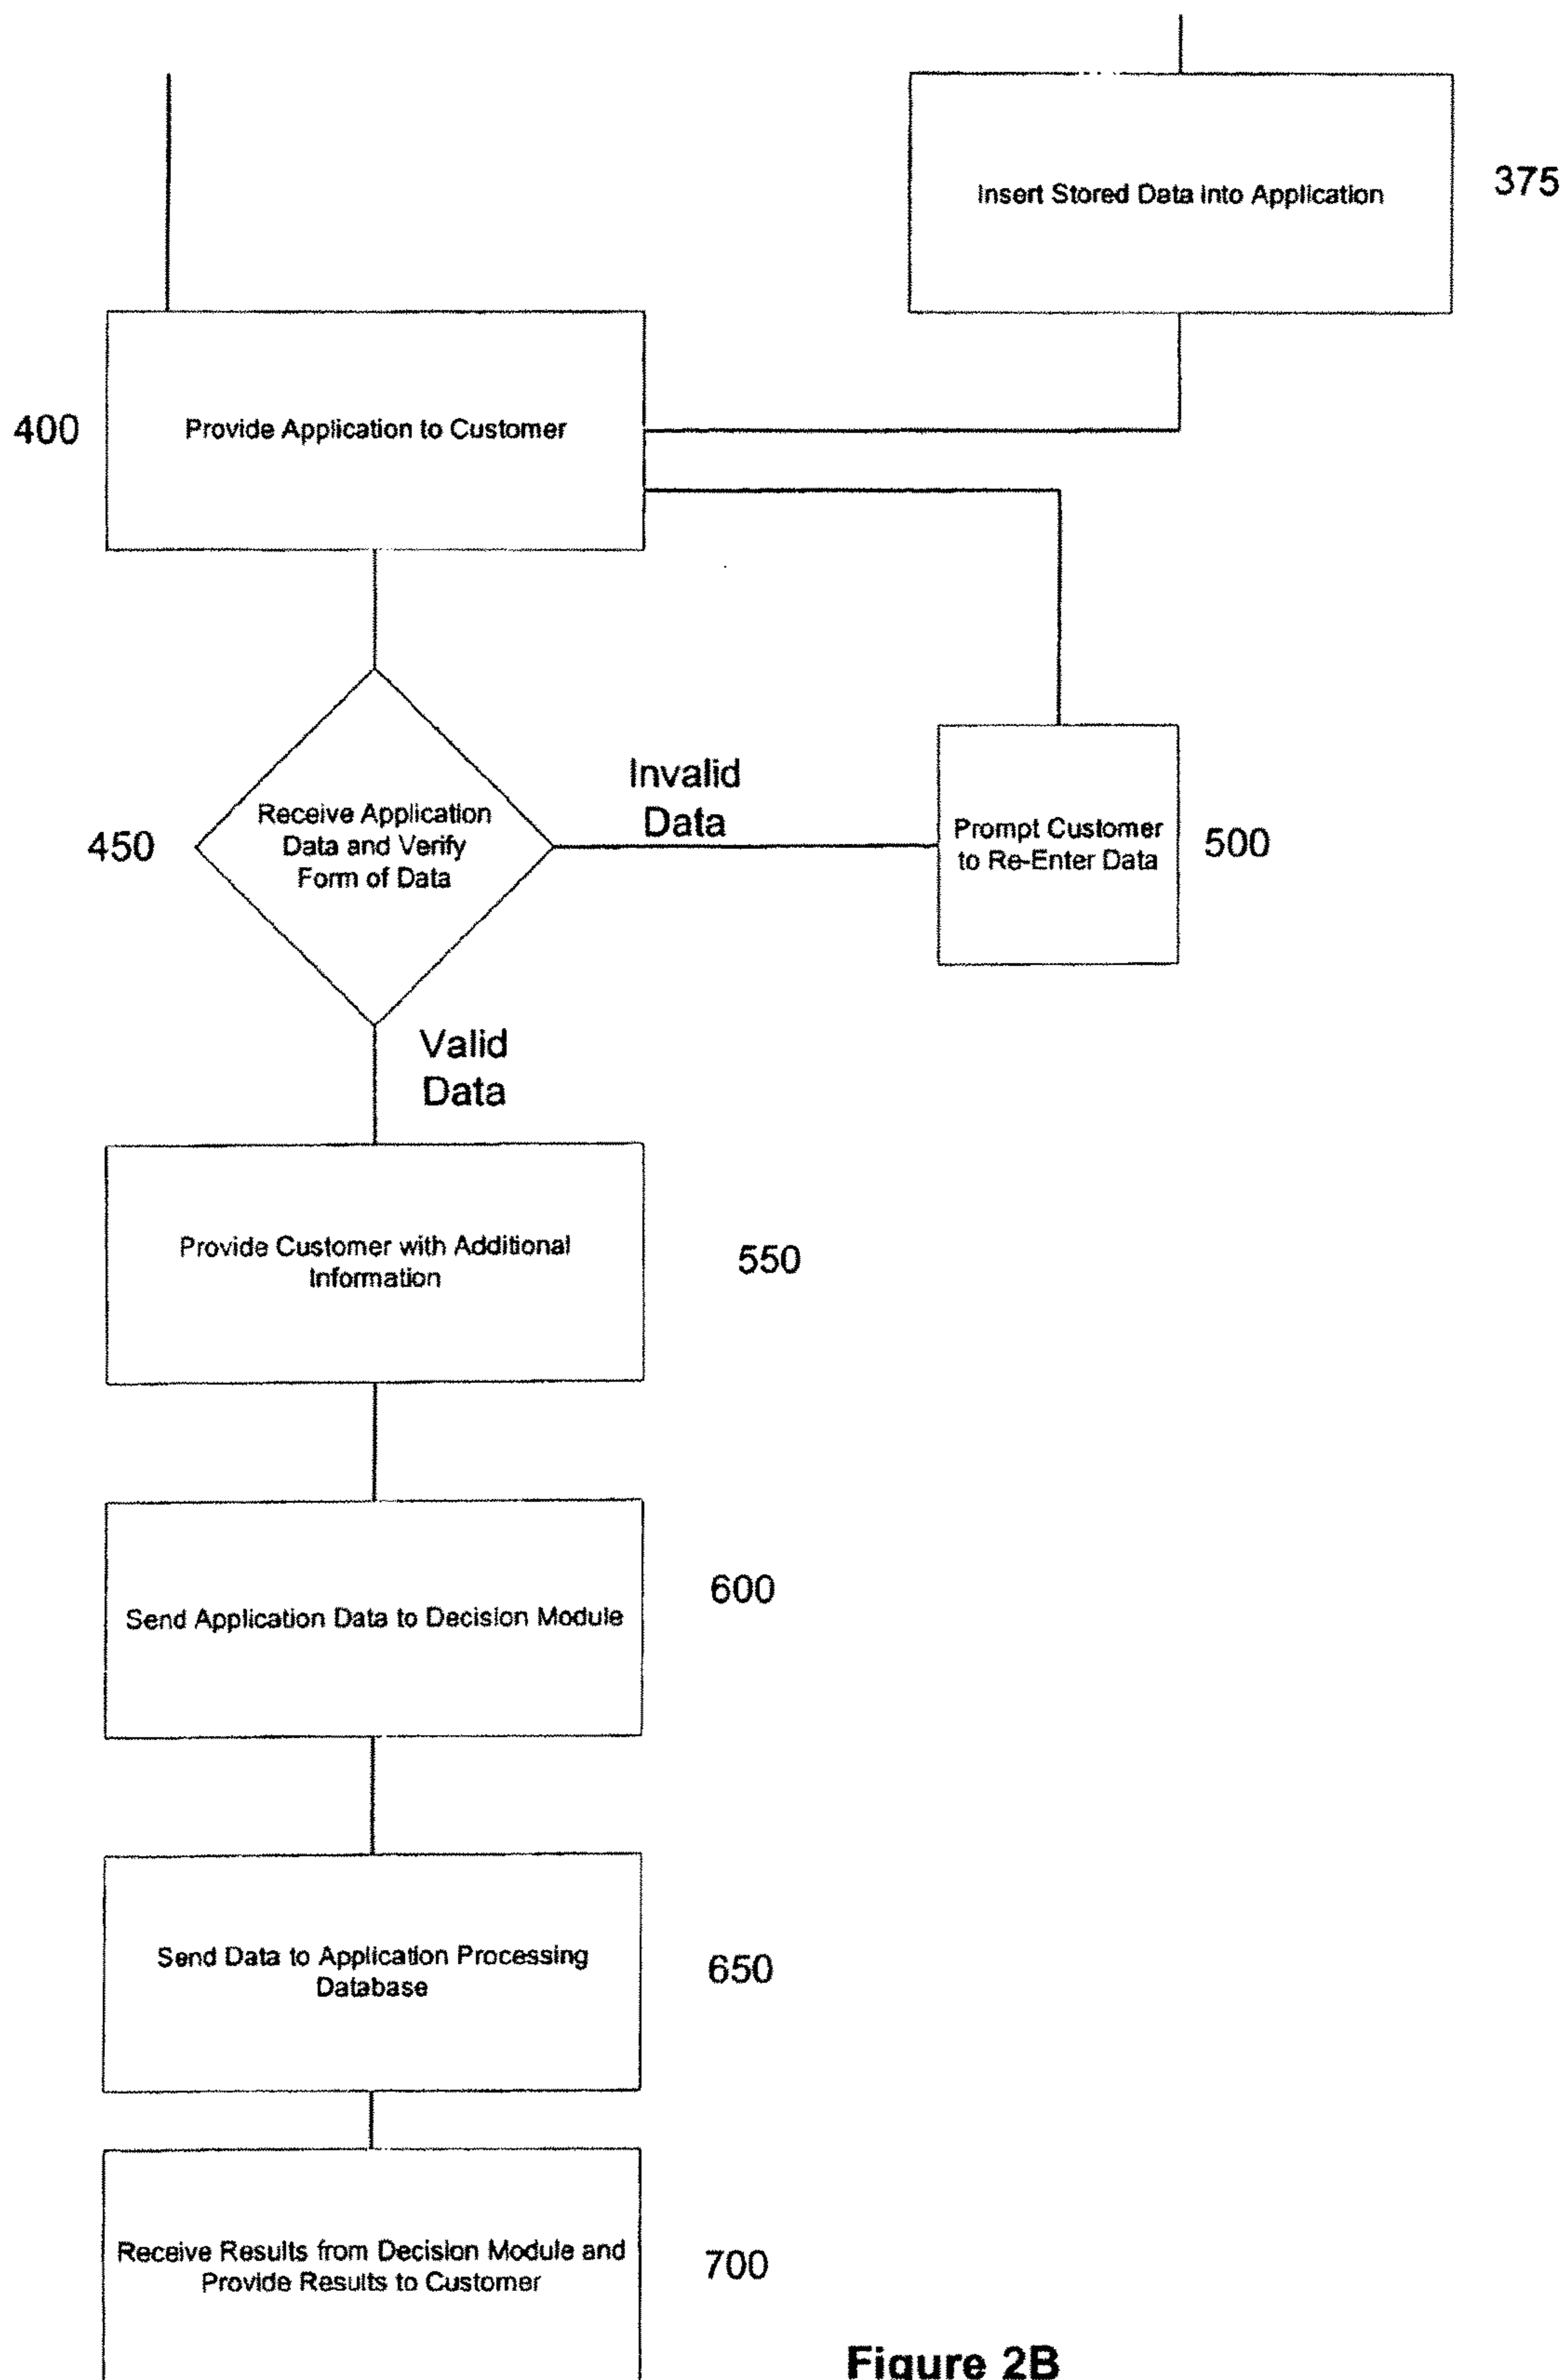 Insert Stored Data into Application
375
400
Provide Application to Customer
Invalid
Data
450
Receive Application
Data and Verify
Form of Data
Prompt Customer
to Re-Enter Data
500
Valid
Data
Provide Customer with Additional
Information
550
600
Send Application Data to Decision Module
Send Data to Application Processing
Database
650
Receive Results from Decision Module and
Provide Results to Customer
700
Figure 2B